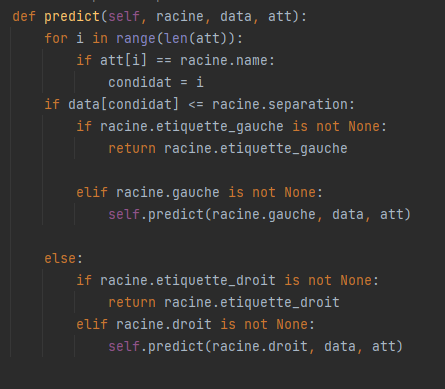 def predict(self, racine, data, att):
for i in range(len(att)):
if att[i] == racine.name:
condidat = i
if data[condidat] <= racine.separation:
if racine.etiquette_gauche is not None:
return racine.etiquette_gauche
elif racine.gauche is not None:
self.predict(racine.gauche, data, att)
else:
if racine.etiquette_droit is not None:
return racine.etiquette_droit
elif racine.droit is not None:
self.predict(racine.droit, data, att)